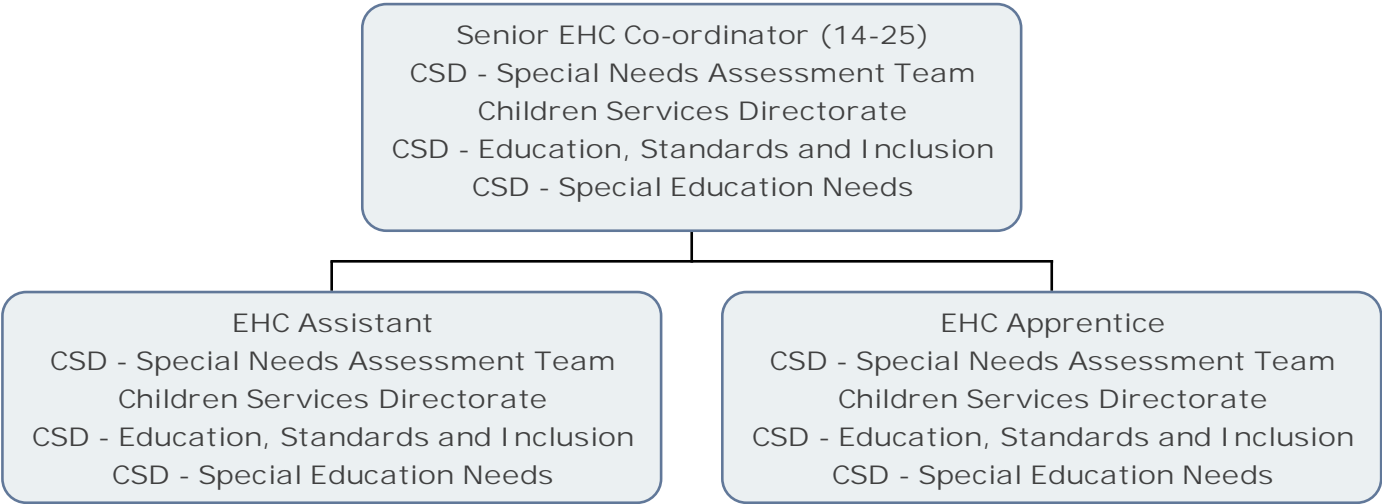 Senior EHC Co-ordinator (14-25)
CSD - Special Needs Assessment Team
Children Services Directorate
CSD - Education, Standards and Inclusion
CSD - Special Education Needs
EHC Assistant
CSD - Special Needs Assessment Team
Children Services Directorate
CSD - Education, Standards and Inclusion
CSD - Special Education Needs
EHC Apprentice
CSD - Special Needs Assessment Team
Children Services Directorate
CSD - Education, Standards and Inclusion
CSD - Special Education Needs